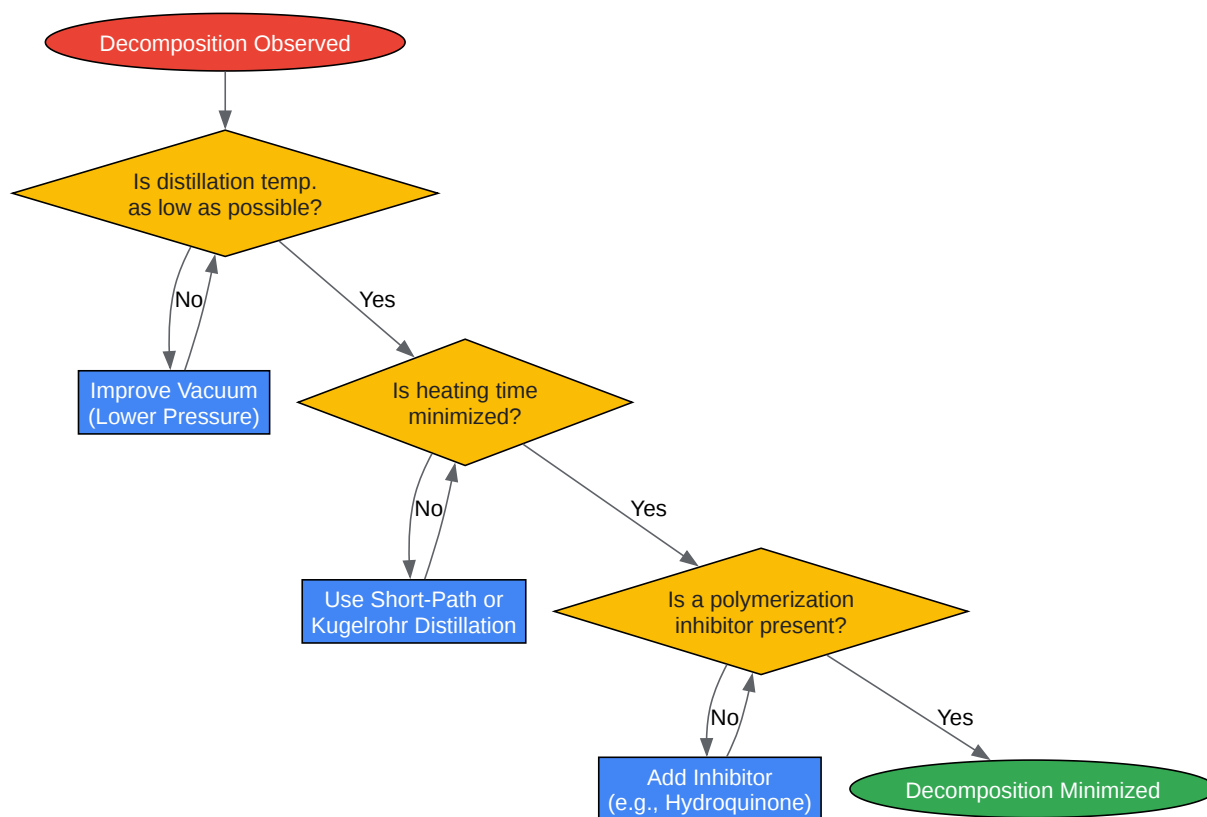 Decomposition Observed
Is distillation temp.
as low as possible?
No
Yes
Improve Vacuum
(Lower Pressure)
Is heating time
minimized?
No
Yes
Use Short-Path or
Kugelrohr Distillation
Is a polymerization
inhibitor present?
No
Yes
Add Inhibitor
(e.g., Hydroquinone)
Decomposition Minimized